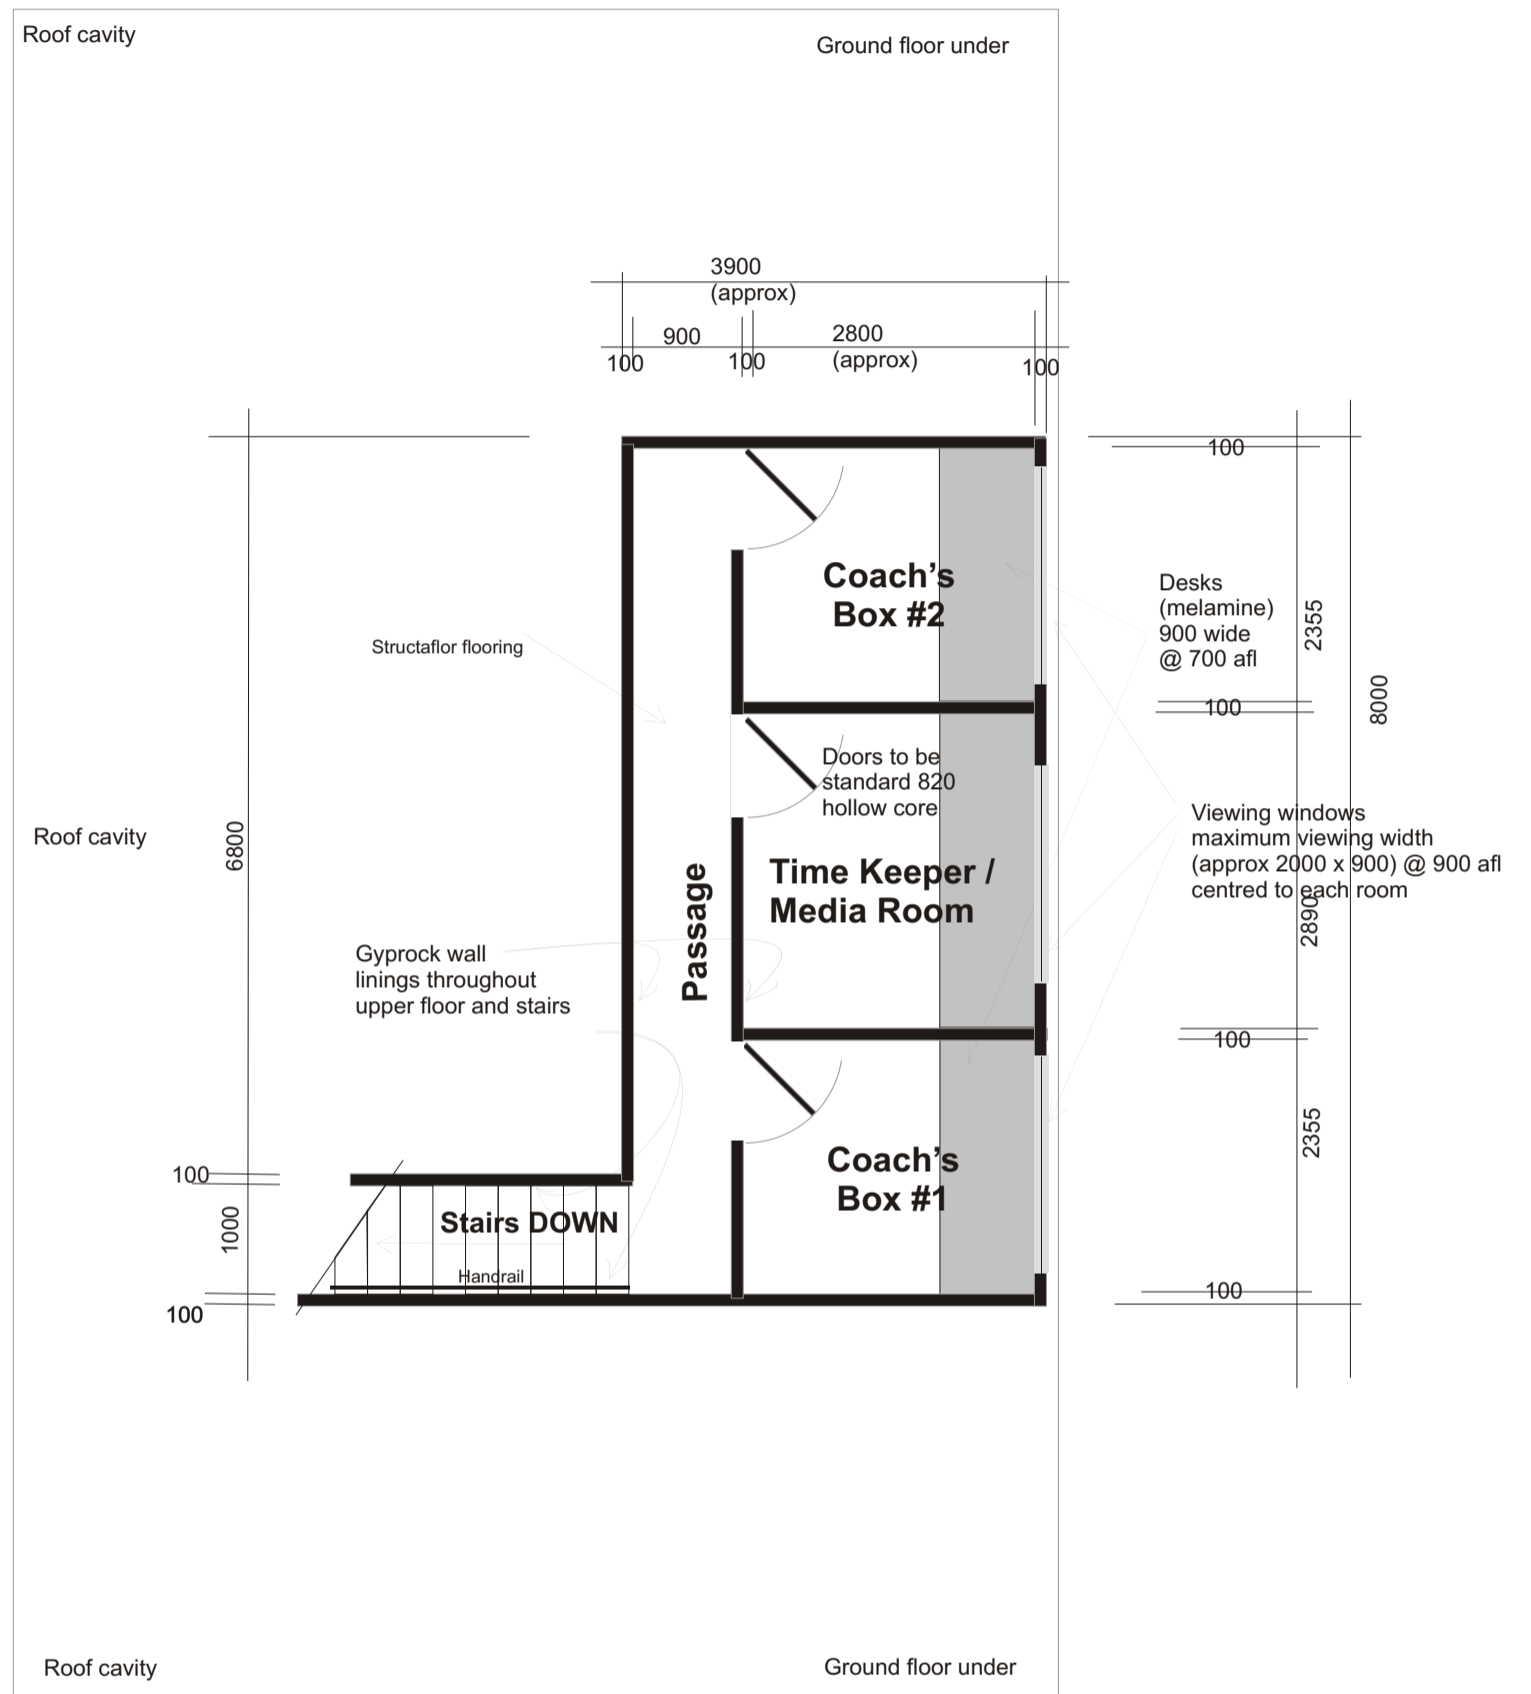 Roof cavity
Ground floor under
3900
(approx)
900
2800
(approx)
100
100
100
100
Coach's
Box #2
Desks
(melamine)
900 wide
@ 700 afl
2355
Structaflor flooring
100
8000
Doors to be
standard 820
hollow core
Viewing windows
maximum viewing width
(approx 2000 x 900) @ 900 afl
centred to each room
Roof cavity
6800
Time Keeper /
Media Room
Passage
2890
Gyprock wall
linings throughout
upper floor and stairs
100
2355
Coach's
Box #1
100
1000
Stairs DOWN
Handrail
100
100
Roof cavity
Ground floor under